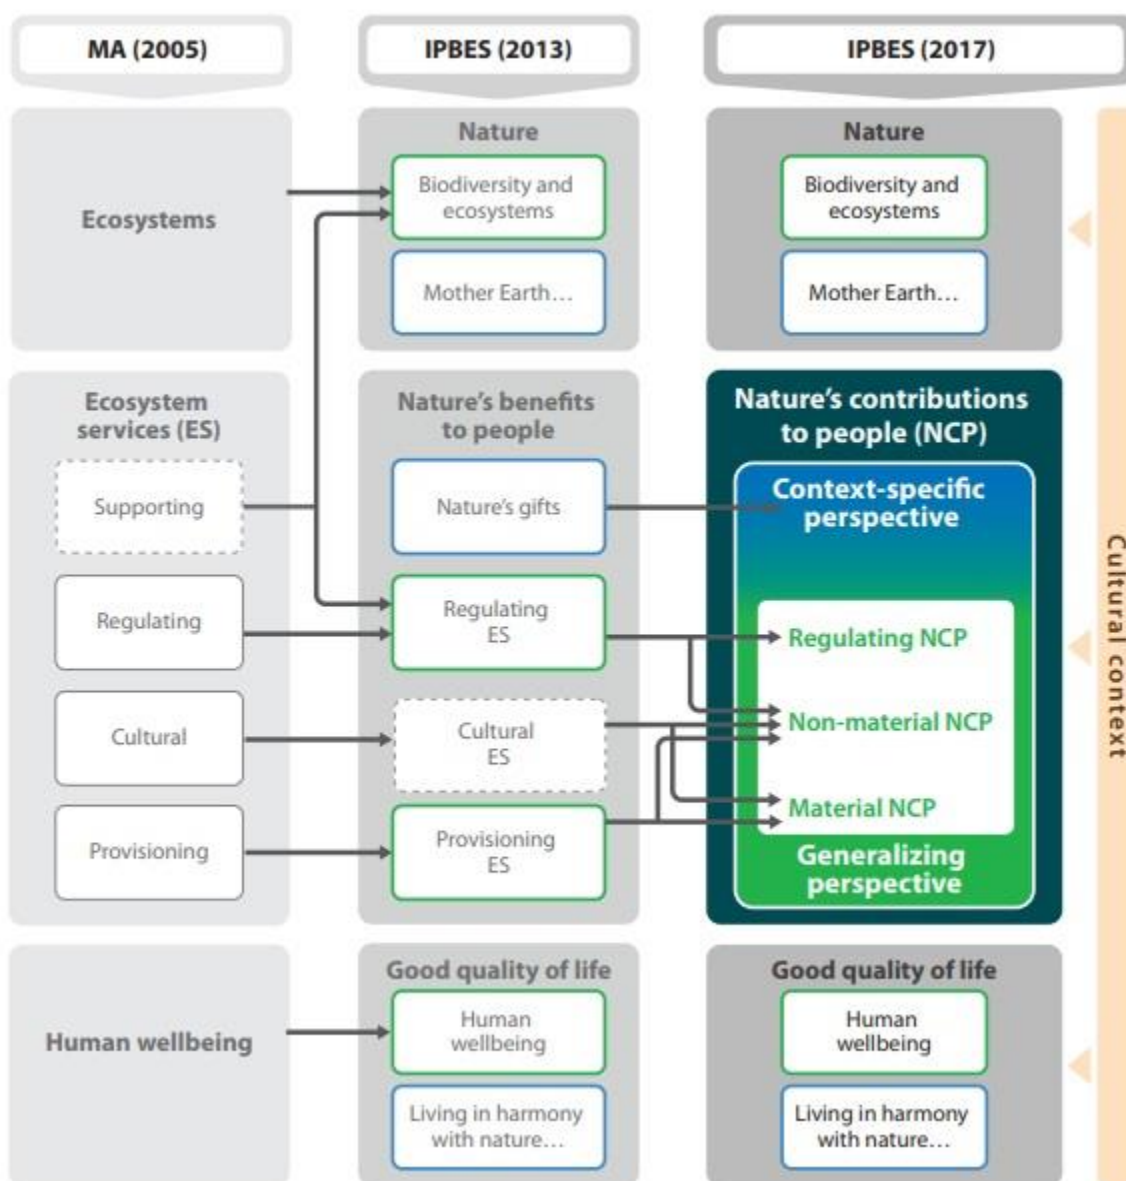 MA (2005)
IPBES (2013)
IPBES (2017)
Ecosystems
Nature
Biodiversity and
ecosystems
Mother Earth…
Nature
Biodiversity and
ecosystems
Mother Earth…
Ecosystem
services (ES)
Supporting
Regulating
Cultural
Provisioning
Nature's benefits
to people
Nature's gifts
Regulating
ES
Cultural
ES
Provisioning
ES
Nature's contributions
to people (NCP)
Context-specific
perspective
Regulating NCP
Non-material NCP
Material NCP
Generalizing
perspective
Human wellbeing
Good quality of life
Human
wellbeing
Living in harmony
with nature…
Good quality of life
Human
wellbeing
Living in harmony
with nature…
Cultural context